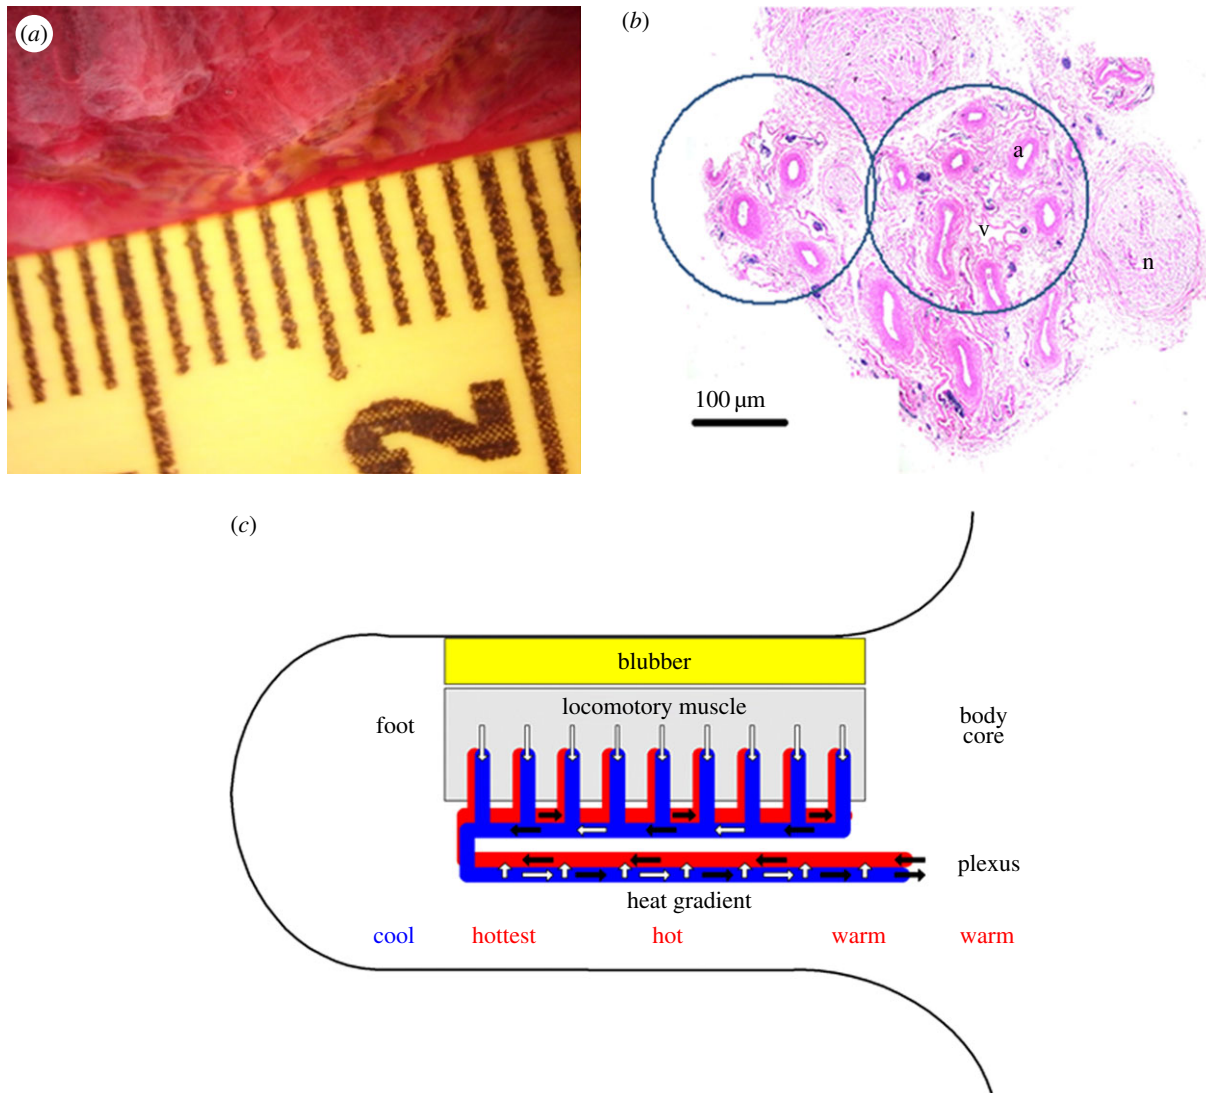 (a)
2
(b)
a
v
n
100 µm
(c)
blubber
locomotory muscle
foot
body
core
plexus
heat gradient
cool hottest hot warm warm